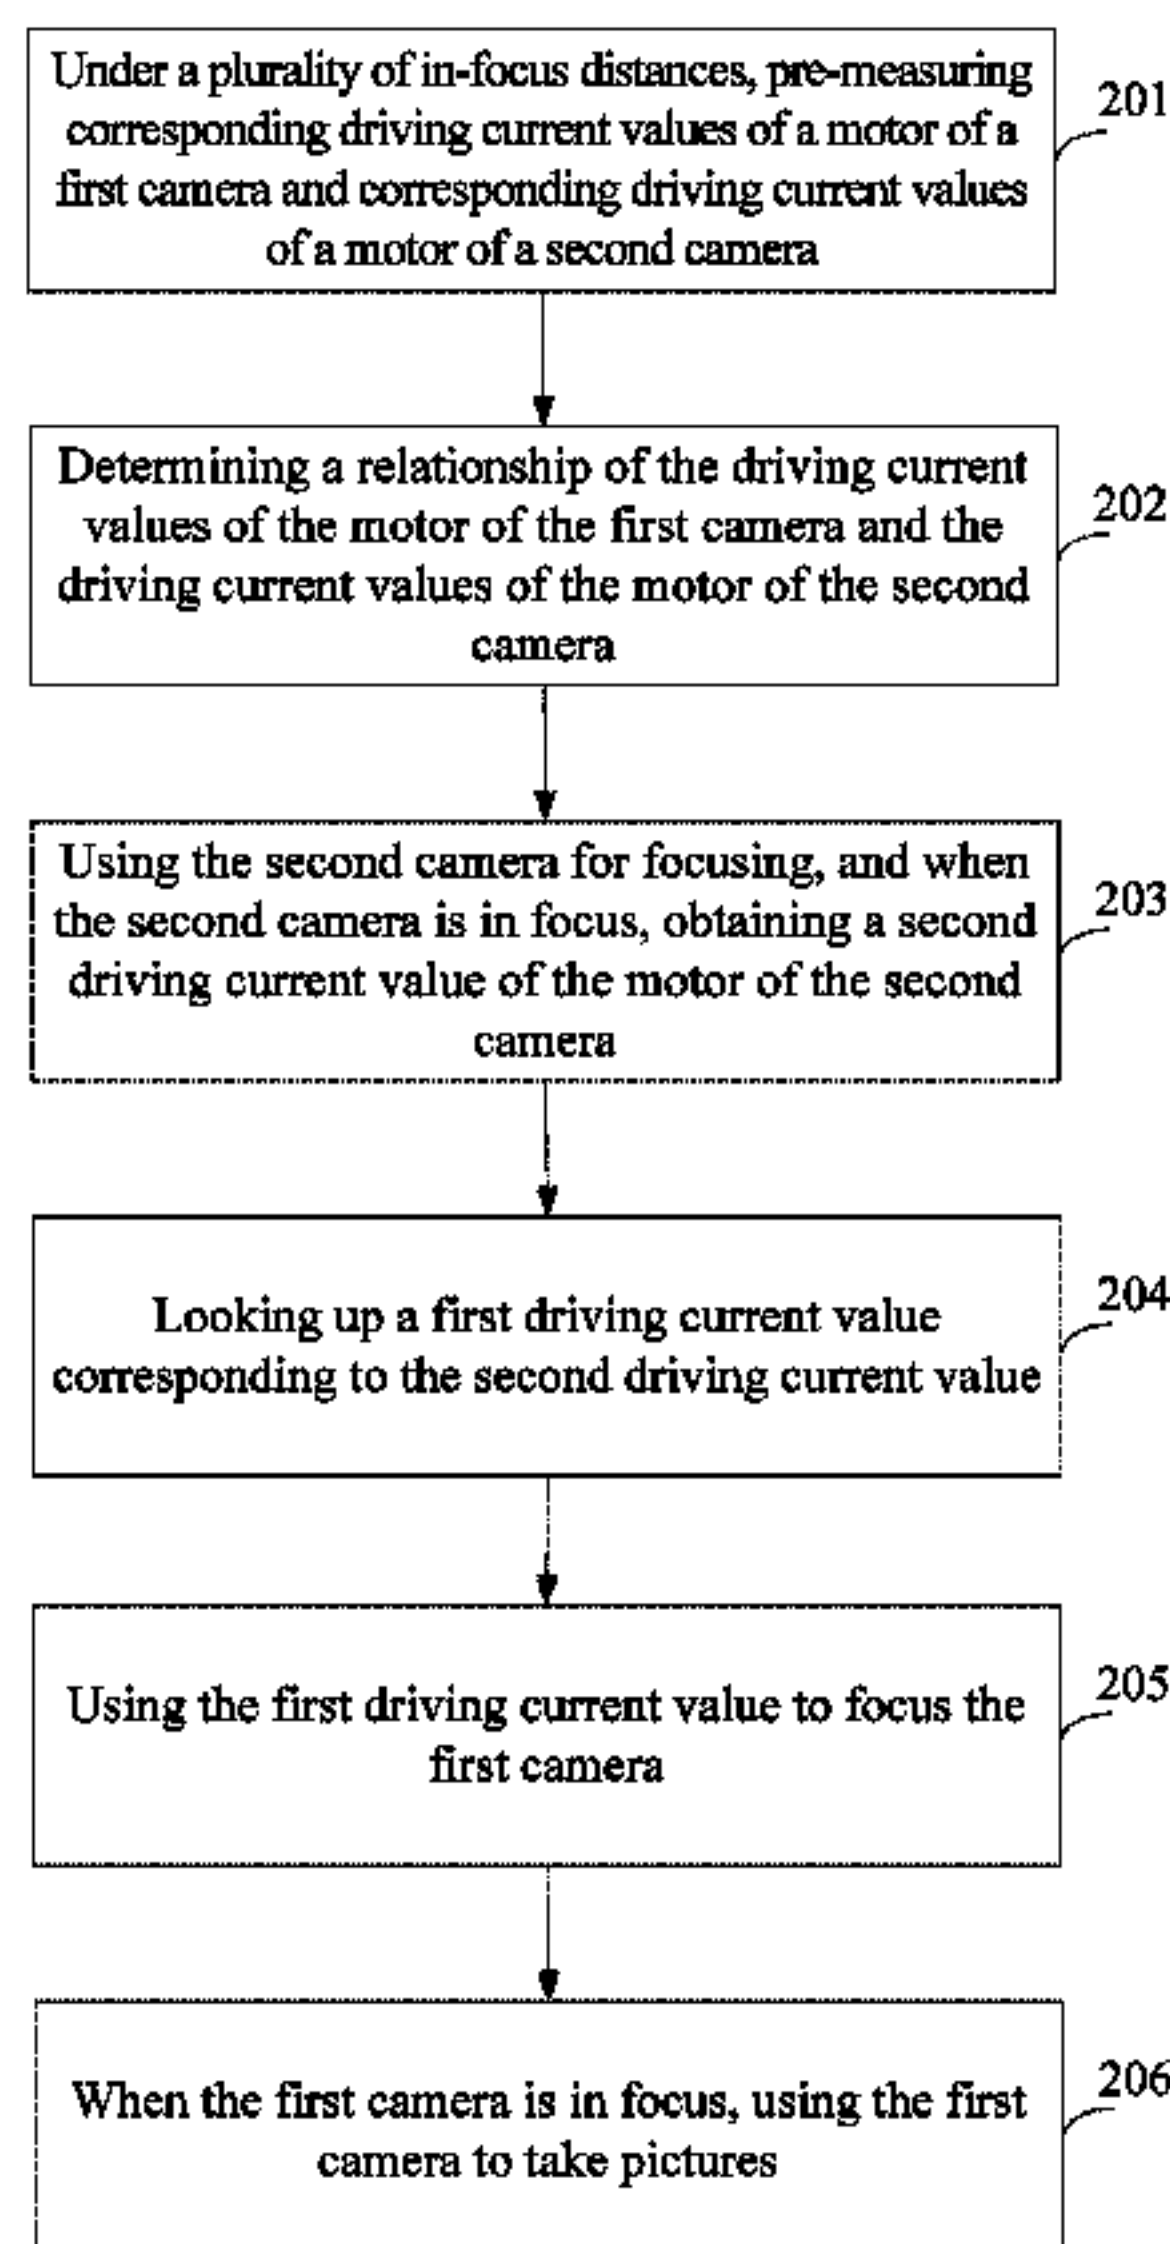 Under a plurality of in-focus distances, pre-measuring
corresponding driving current values of a motor of a
first camera and corresponding driving current values
of a motor of a second camera
201
Determining a relationship of the driving current
values of the motor of the first camera and the
driving current values of the motor of the second
camera
202
Using the second camera for focusing, and when
the second camera is in focus, obtaining a second
driving current value of the motor of the second
camera
203
Looking up a first driving current value
corresponding to the second driving current value
204
Using the first driving current value to focus the
first camera
205
When the first camera is in focus, using the first
camera to take pictures
206